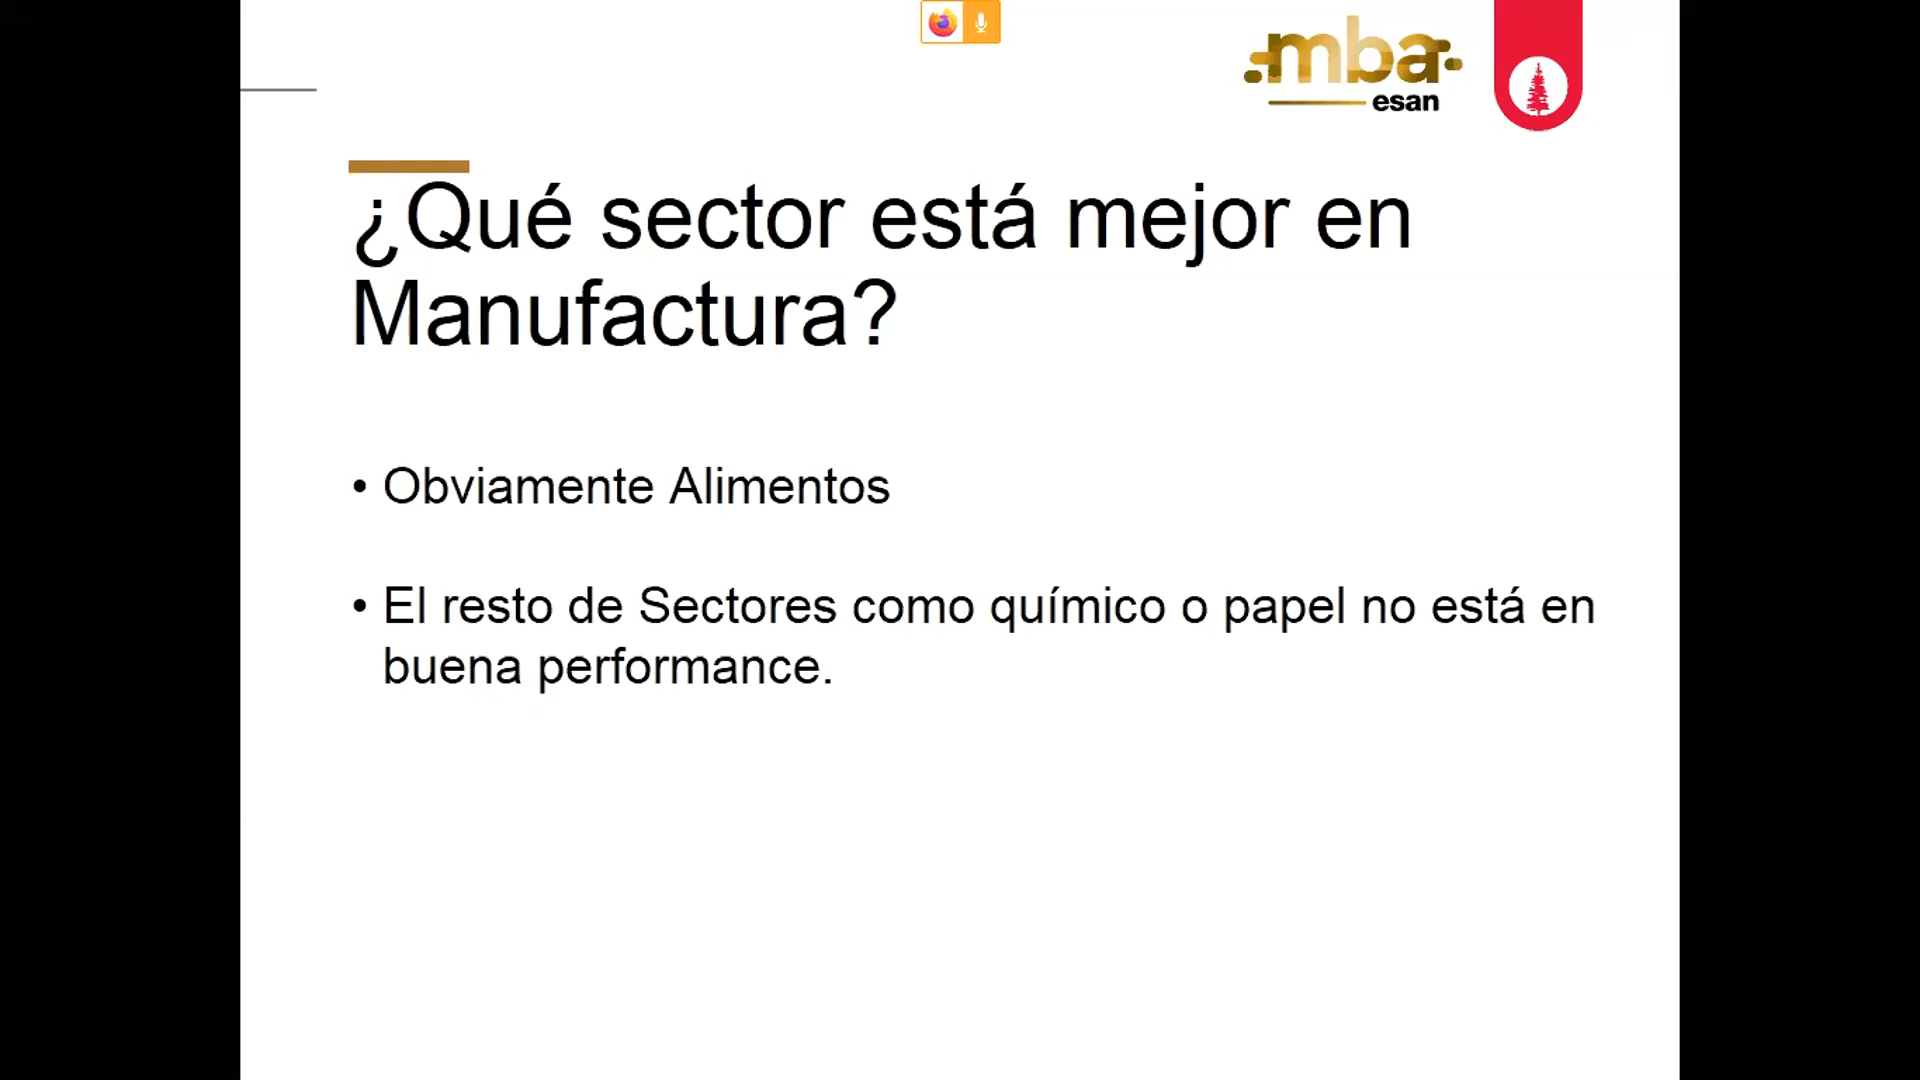 mba
esan
¿Qué sector está mejor en
Manufactura?
• Obviamente Alimentos
• El resto de Sectores como químico o papel no está en
buena performance.